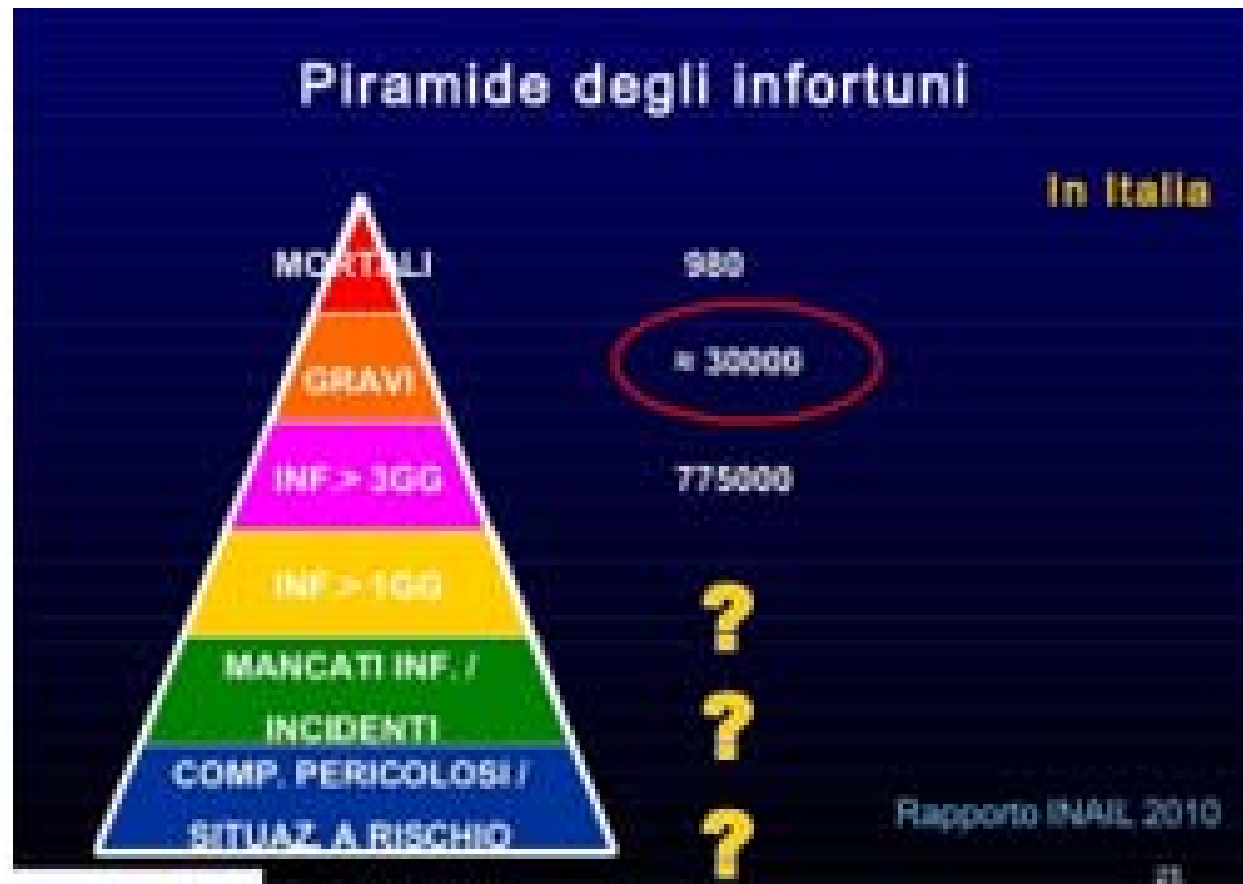 Piramide degli infortuni
In Italia
MORTALI 980
GRAVI ≈ 30000
INF.> 3GG 775000
INF > 1GG ?
MANCATI INF. /
INCIDENTI ?
COMP. PERICOLOSI /
SITUAZ. A RISCHIO ?
Rapporto INAIL 2010